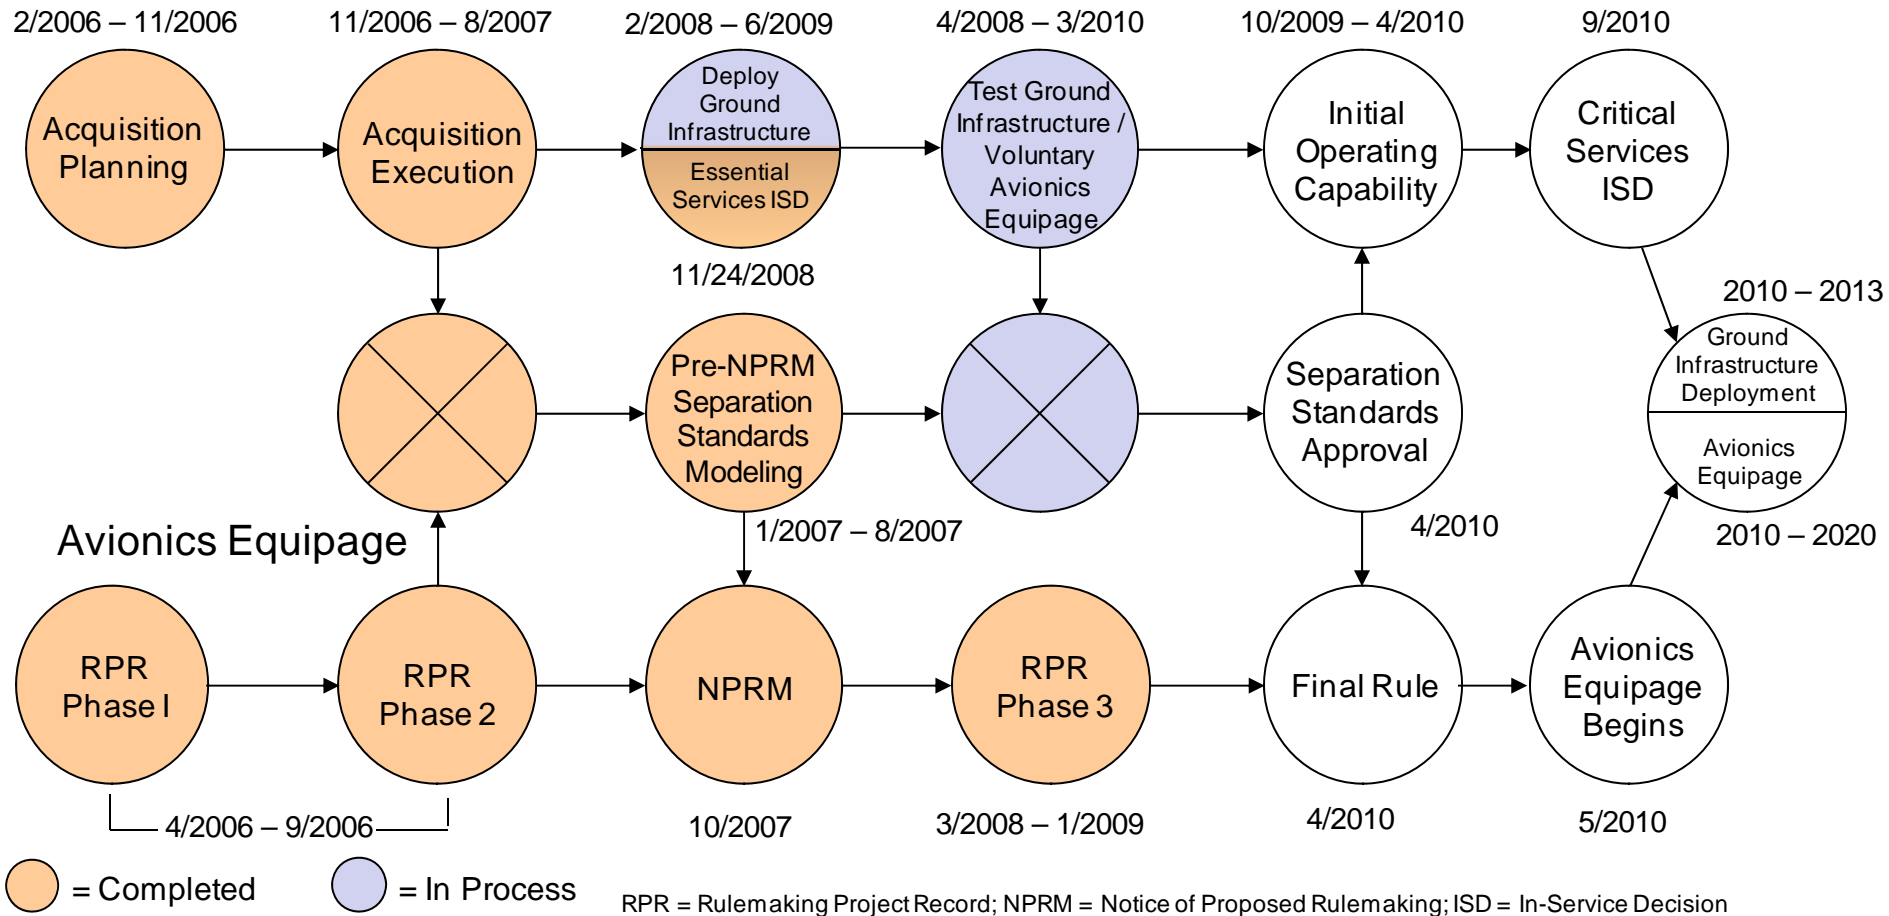 2/2006 – 11/2006
11/2006 – 8/2007
2/2008 – 6/2009
4/2008 – 3/2010
10/2009 – 4/2010
9/2010
Acquisition
Planning
Acquisition
Execution
Deploy
Ground
Infrastructure
Essential
Services ISD
Test Ground
Infrastructure /
Voluntary
Avionics
Equipage
Initial
Operating
Capability
Critical
Services
ISD
11/24/2008
2010 – 2013
Pre-NPRM
Separation
Standards
Modeling
Separation
Standards
Approval
Ground
Infrastructure
Deployment
Avionics
Equipage
1/2007 – 8/2007
4/2010
2010 – 2020
Avionics Equipage
RPR
Phase I
RPR
Phase 2
NPRM
RPR
Phase 3
Final Rule
Avionics
Equipage
Begins
4/2006 – 9/2006
10/2007
3/2008 – 1/2009
4/2010
5/2010
= Completed
= In Process
RPR = Rulemaking Project Record; NPRM = Notice of Proposed Rulemaking; ISD = In-Service Decision